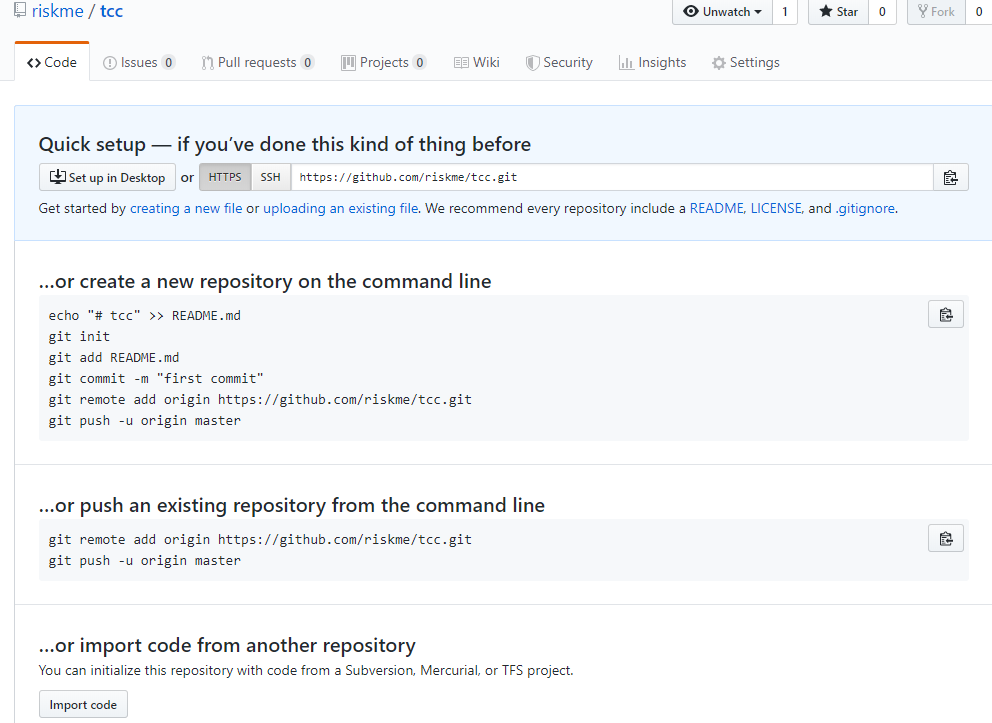 riskme / tcc
Unwatch 1 Star 0 Fork 0
Code Issues 0 Pull requests 0 Projects 0 Wiki Security Insights Settings
Quick setup — if you’ve done this kind of thing before
Set up in Desktop or HTTPS SSH https://github.com/riskme/tcc.git
Get started by creating a new file or uploading an existing file. We recommend every repository include a README, LICENSE, and .gitignore.
…or create a new repository on the command line
echo "# tcc" >> README.md
git init
git add README.md
git commit -m "first commit"
git remote add origin https://github.com/riskme/tcc.git
git push -u origin master
…or push an existing repository from the command line
git remote add origin https://github.com/riskme/tcc.git
git push -u origin master
…or import code from another repository
You can initialize this repository with code from a Subversion, Mercurial, or TFS project.
Import code